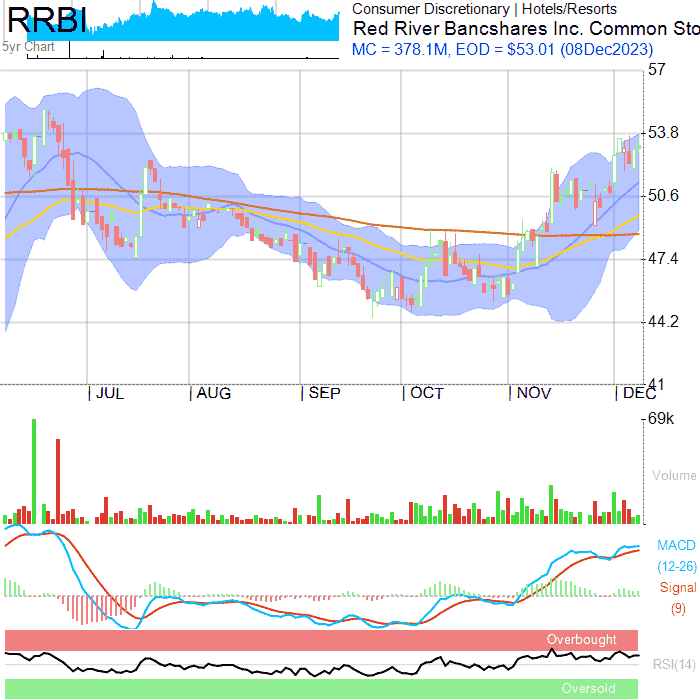 RRBI
5yr Chart
Consumer Discretionary | Hotels/Resorts
Red River Bancshares Inc. Common Sto
MC = 378.1M, EOD = $53.01 (08Dec2023)
57
53.8
50.6
47.4
44.2
41
JUL AUG SEP OCT NOV DEC
69k
Volume
MACD
(12-26)
Signal
(9)
Overbought
RSI(14)
Oversold